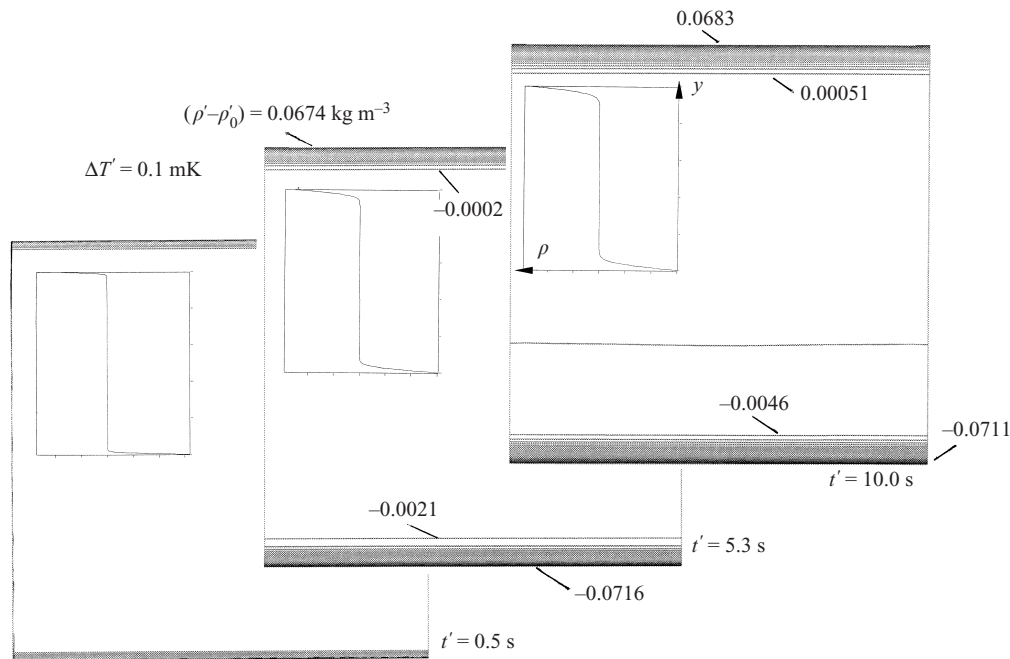 0.0683
y
0.00051
(ρ′–ρ′₀) = 0.0674 kg m⁻³
ΔT′ = 0.1 mK
–0.0002
ρ
–0.0046
–0.0711
t′ = 10.0 s
–0.0021
t′ = 5.3 s
–0.0716
t′ = 0.5 s